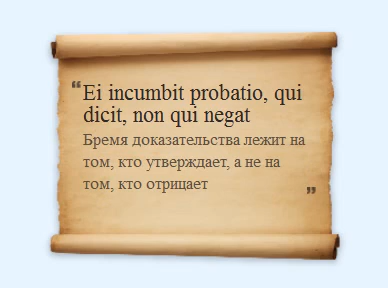 ❝Ei incumbit probatio, qui
dicit, non qui negat
Бремя доказательства лежит на
том, кто утверждает, а не на
том, кто отрицает
❞